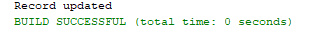 Record updated
BUILD SUCCESSFUL (total time: 0 seconds)